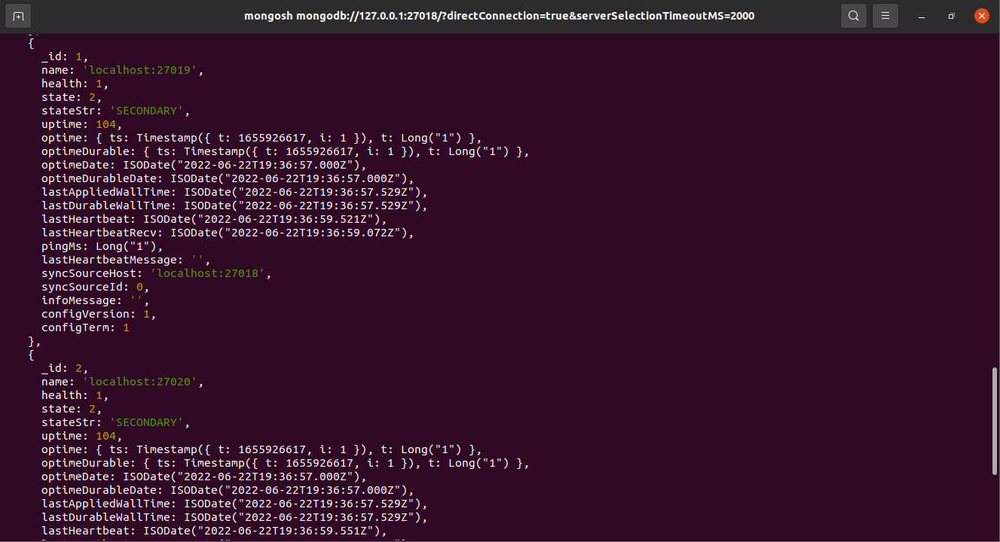 mongosh mongodb://127.0.0.1:27018/?directConnection=true&serverSelectionTimeoutMS=2000
{
_id: 1,
name: 'localhost:27019',
health: 1,
state: 2,
stateStr: 'SECONDARY',
uptime: 104,
optime: { ts: Timestamp({ t: 1655926617, i: 1 }), t: Long("1") },
optimeDurable: { ts: Timestamp({ t: 1655926617, i: 1 }), t: Long("1") },
optimeDate: ISODate("2022-06-22T19:36:57.000Z"),
optimeDurableDate: ISODate("2022-06-22T19:36:57.000Z"),
lastAppliedWallTime: ISODate("2022-06-22T19:36:57.529Z"),
lastDurableWallTime: ISODate("2022-06-22T19:36:57.529Z"),
lastHeartbeat: ISODate("2022-06-22T19:36:59.521Z"),
lastHeartbeatRecv: ISODate("2022-06-22T19:36:59.072Z"),
pingMs: Long("1"),
lastHeartbeatMessage: '',
syncSourceHost: 'localhost:27018',
syncSourceId: 0,
infoMessage: '',
configVersion: 1,
configTerm: 1
},
{
_id: 2,
name: 'localhost:27020',
health: 1,
state: 2,
stateStr: 'SECONDARY',
uptime: 104,
optime: { ts: Timestamp({ t: 1655926617, i: 1 }), t: Long("1") },
optimeDurable: { ts: Timestamp({ t: 1655926617, i: 1 }), t: Long("1") },
optimeDate: ISODate("2022-06-22T19:36:57.000Z"),
optimeDurableDate: ISODate("2022-06-22T19:36:57.000Z"),
lastAppliedWallTime: ISODate("2022-06-22T19:36:57.529Z"),
lastDurableWallTime: ISODate("2022-06-22T19:36:57.529Z"),
lastHeartbeat: ISODate("2022-06-22T19:36:59.551Z"),